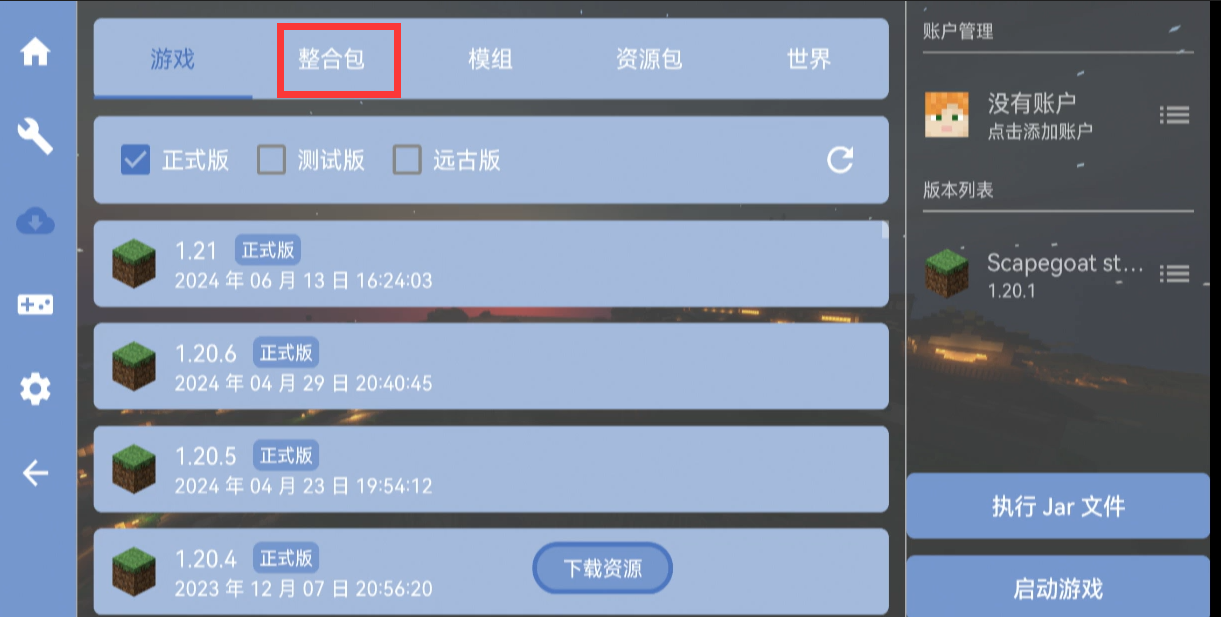 游戏
整合包
模组
资源包
世界
正式版
测试版
远古版
1.21 正式版
2024 年 06 月 13 日 16:24:03
1.20.6 正式版
2024 年 04 月 29 日 20:40:45
1.20.5 正式版
2024 年 04 月 23 日 19:54:12
1.20.4 正式版
2023 年 12 月 07 日 20:56:20
下载资源
账户管理
没有账户
点击添加账户
版本列表
Scapegoat st...
1.20.1
执行 Jar 文件
启动游戏